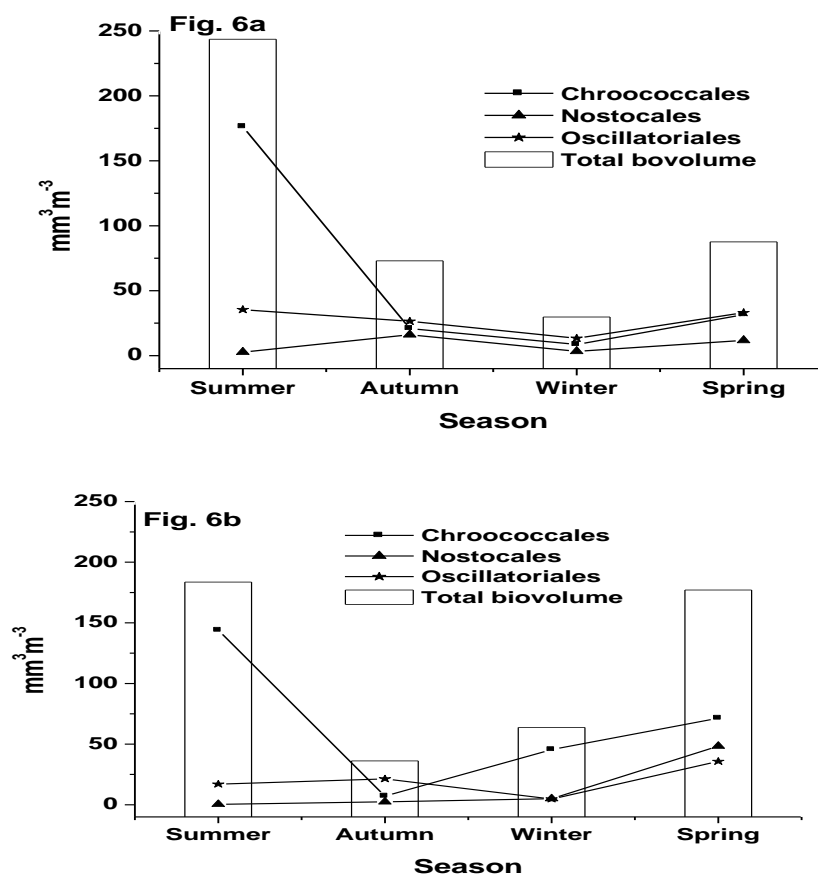 Fig. 6a
250
200
150
100
50
0
mm³m⁻³
Chroococcales
Nostocales
Oscillatoriales
Total bovolume
Summer Autumn Winter Spring
Season
Fig. 6b
250
200
150
100
50
0
mm³m⁻³
Chroococcales
Nostocales
Oscillatoriales
Total biovolume
Summer Autumn Winter Spring
Season